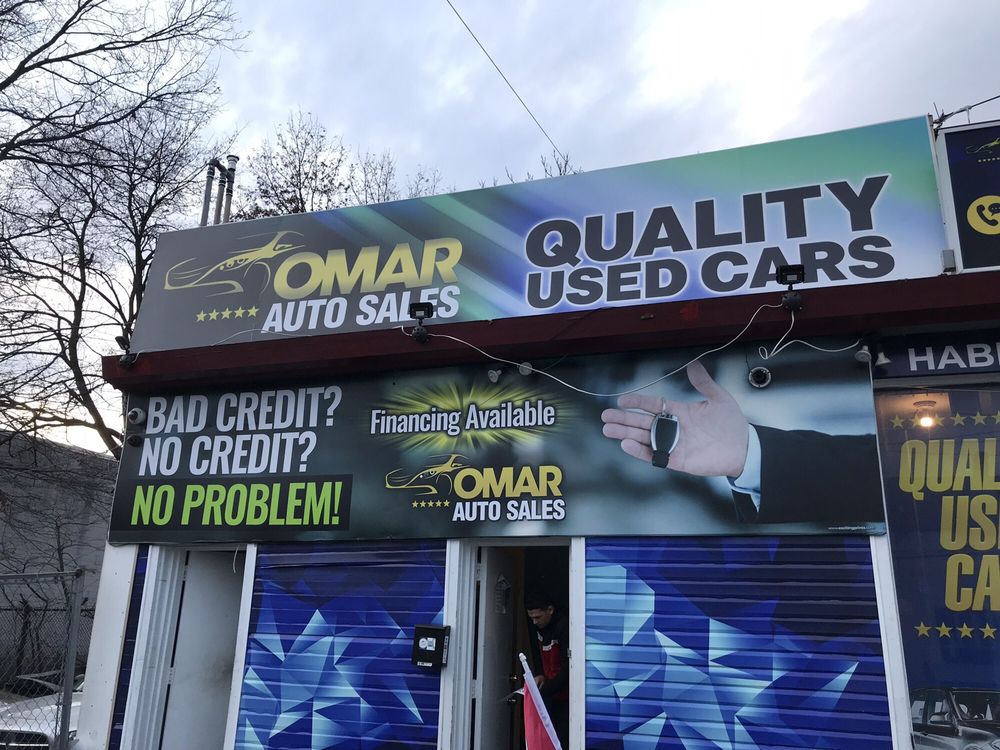 OMAR
AUTO SALES
QUALITY
USED CARS
BAD CREDIT?
NO CREDIT?
NO PROBLEM!
Financing Available
OMAR
AUTO SALES
HAB
QUAL
US
CA